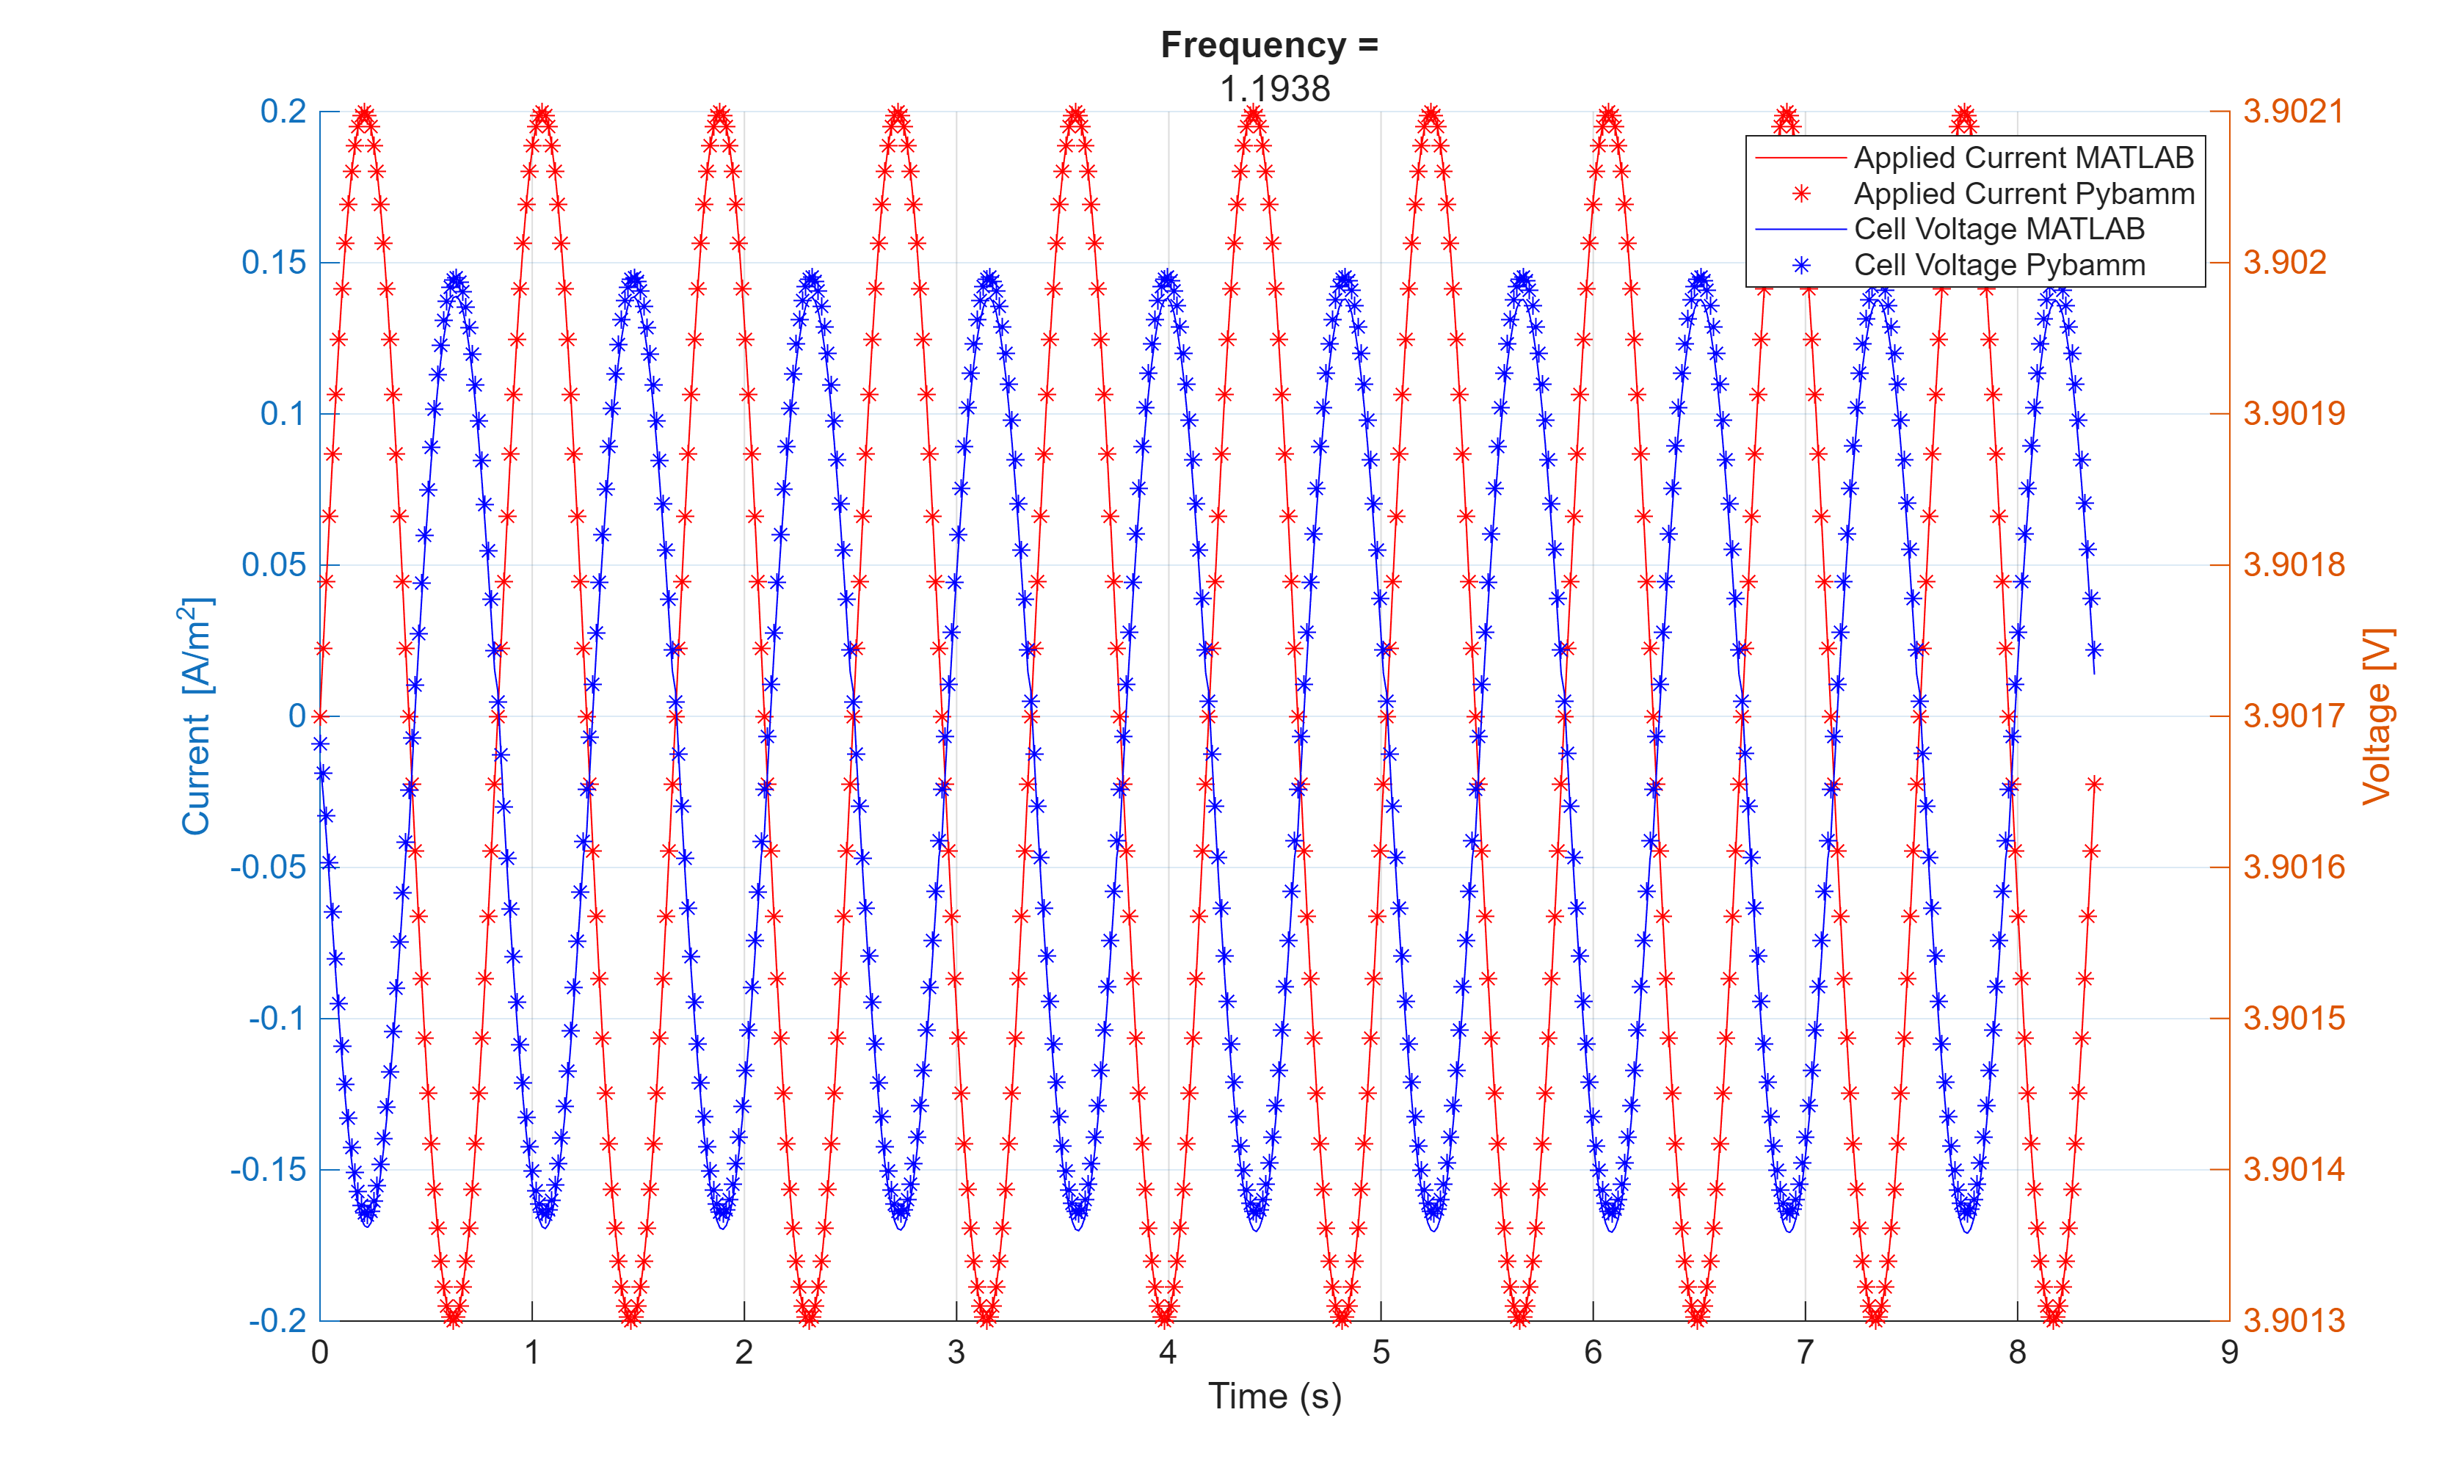 Frequency =
1.1938
0.2
0.15
0.1
0.05
0
-0.05
-0.1
-0.15
-0.2
Current [A/m²]
3.9021
3.902
3.9019
3.9018
3.9017
3.9016
3.9015
3.9014
3.9013
Voltage [V]
Applied Current MATLAB
Applied Current Pybamm
Cell Voltage MATLAB
Cell Voltage Pybamm
0 1 2 3 4 5 6 7 8 9
Time (s)